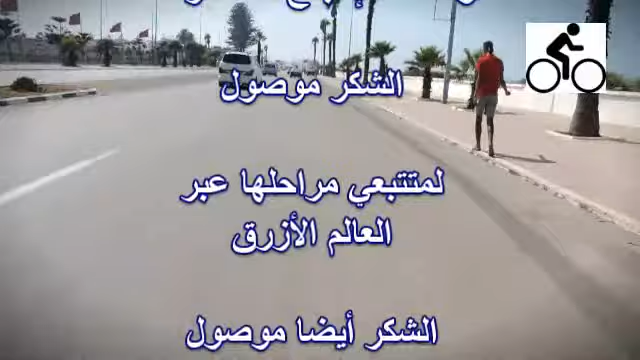 الشكر موصول
لمتتبعي مراحلها عبر
العالم الأزرق
الشكر أيضا موصول